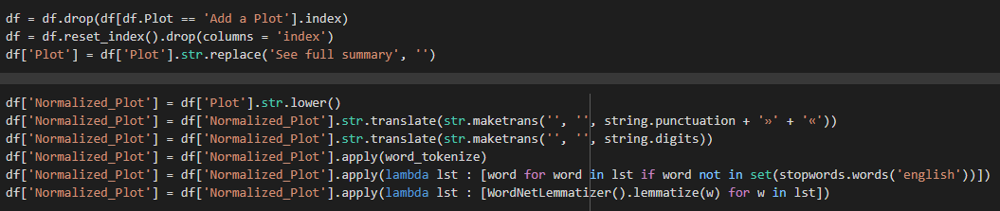 df = df.drop(df[df.Plot == 'Add a Plot'].index)
df = df.reset_index().drop(columns = 'index')
df['Plot'] = df['Plot'].str.replace('See full summary', '')
df['Normalized_Plot'] = df['Plot'].str.lower()
df['Normalized_Plot'] = df['Normalized_Plot'].str.translate(str.maketrans('', '', string.punctuation + '»' + '«'))
df['Normalized_Plot'] = df['Normalized_Plot'].str.translate(str.maketrans('', '', string.digits))
df['Normalized_Plot'] = df['Normalized_Plot'].apply(word_tokenize)
df['Normalized_Plot'] = df['Normalized_Plot'].apply(lambda lst : [word for word in lst if word not in set(stopwords.words('english'))])
df['Normalized_Plot'] = df['Normalized_Plot'].apply(lambda lst : [WordNetLemmatizer().lemmatize(w) for w in lst])